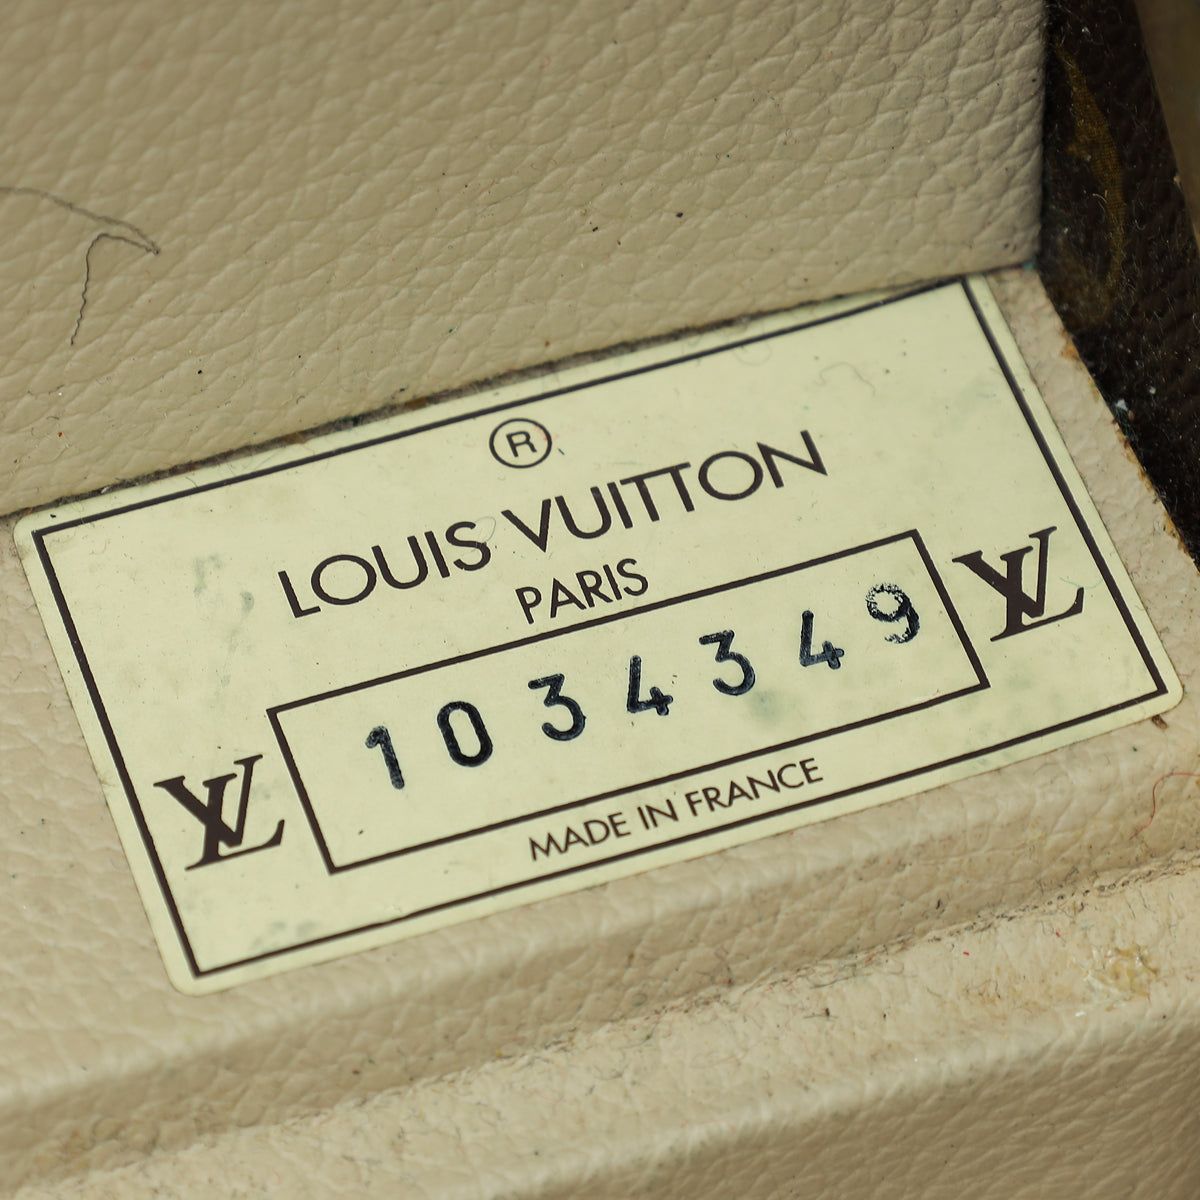 ®
LOUIS VUITTON
PARIS
LV 1034349 LV
MADE IN FRANCE